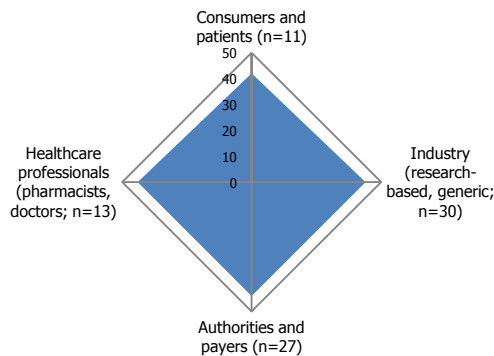 Consumers and
patients (n=11)
50
40
30
20
10
0
Healthcare
professionals
(pharmacists,
doctors; n=13)
Industry
(research-
based, generic;
n=30)
Authorities and
payers (n=27)